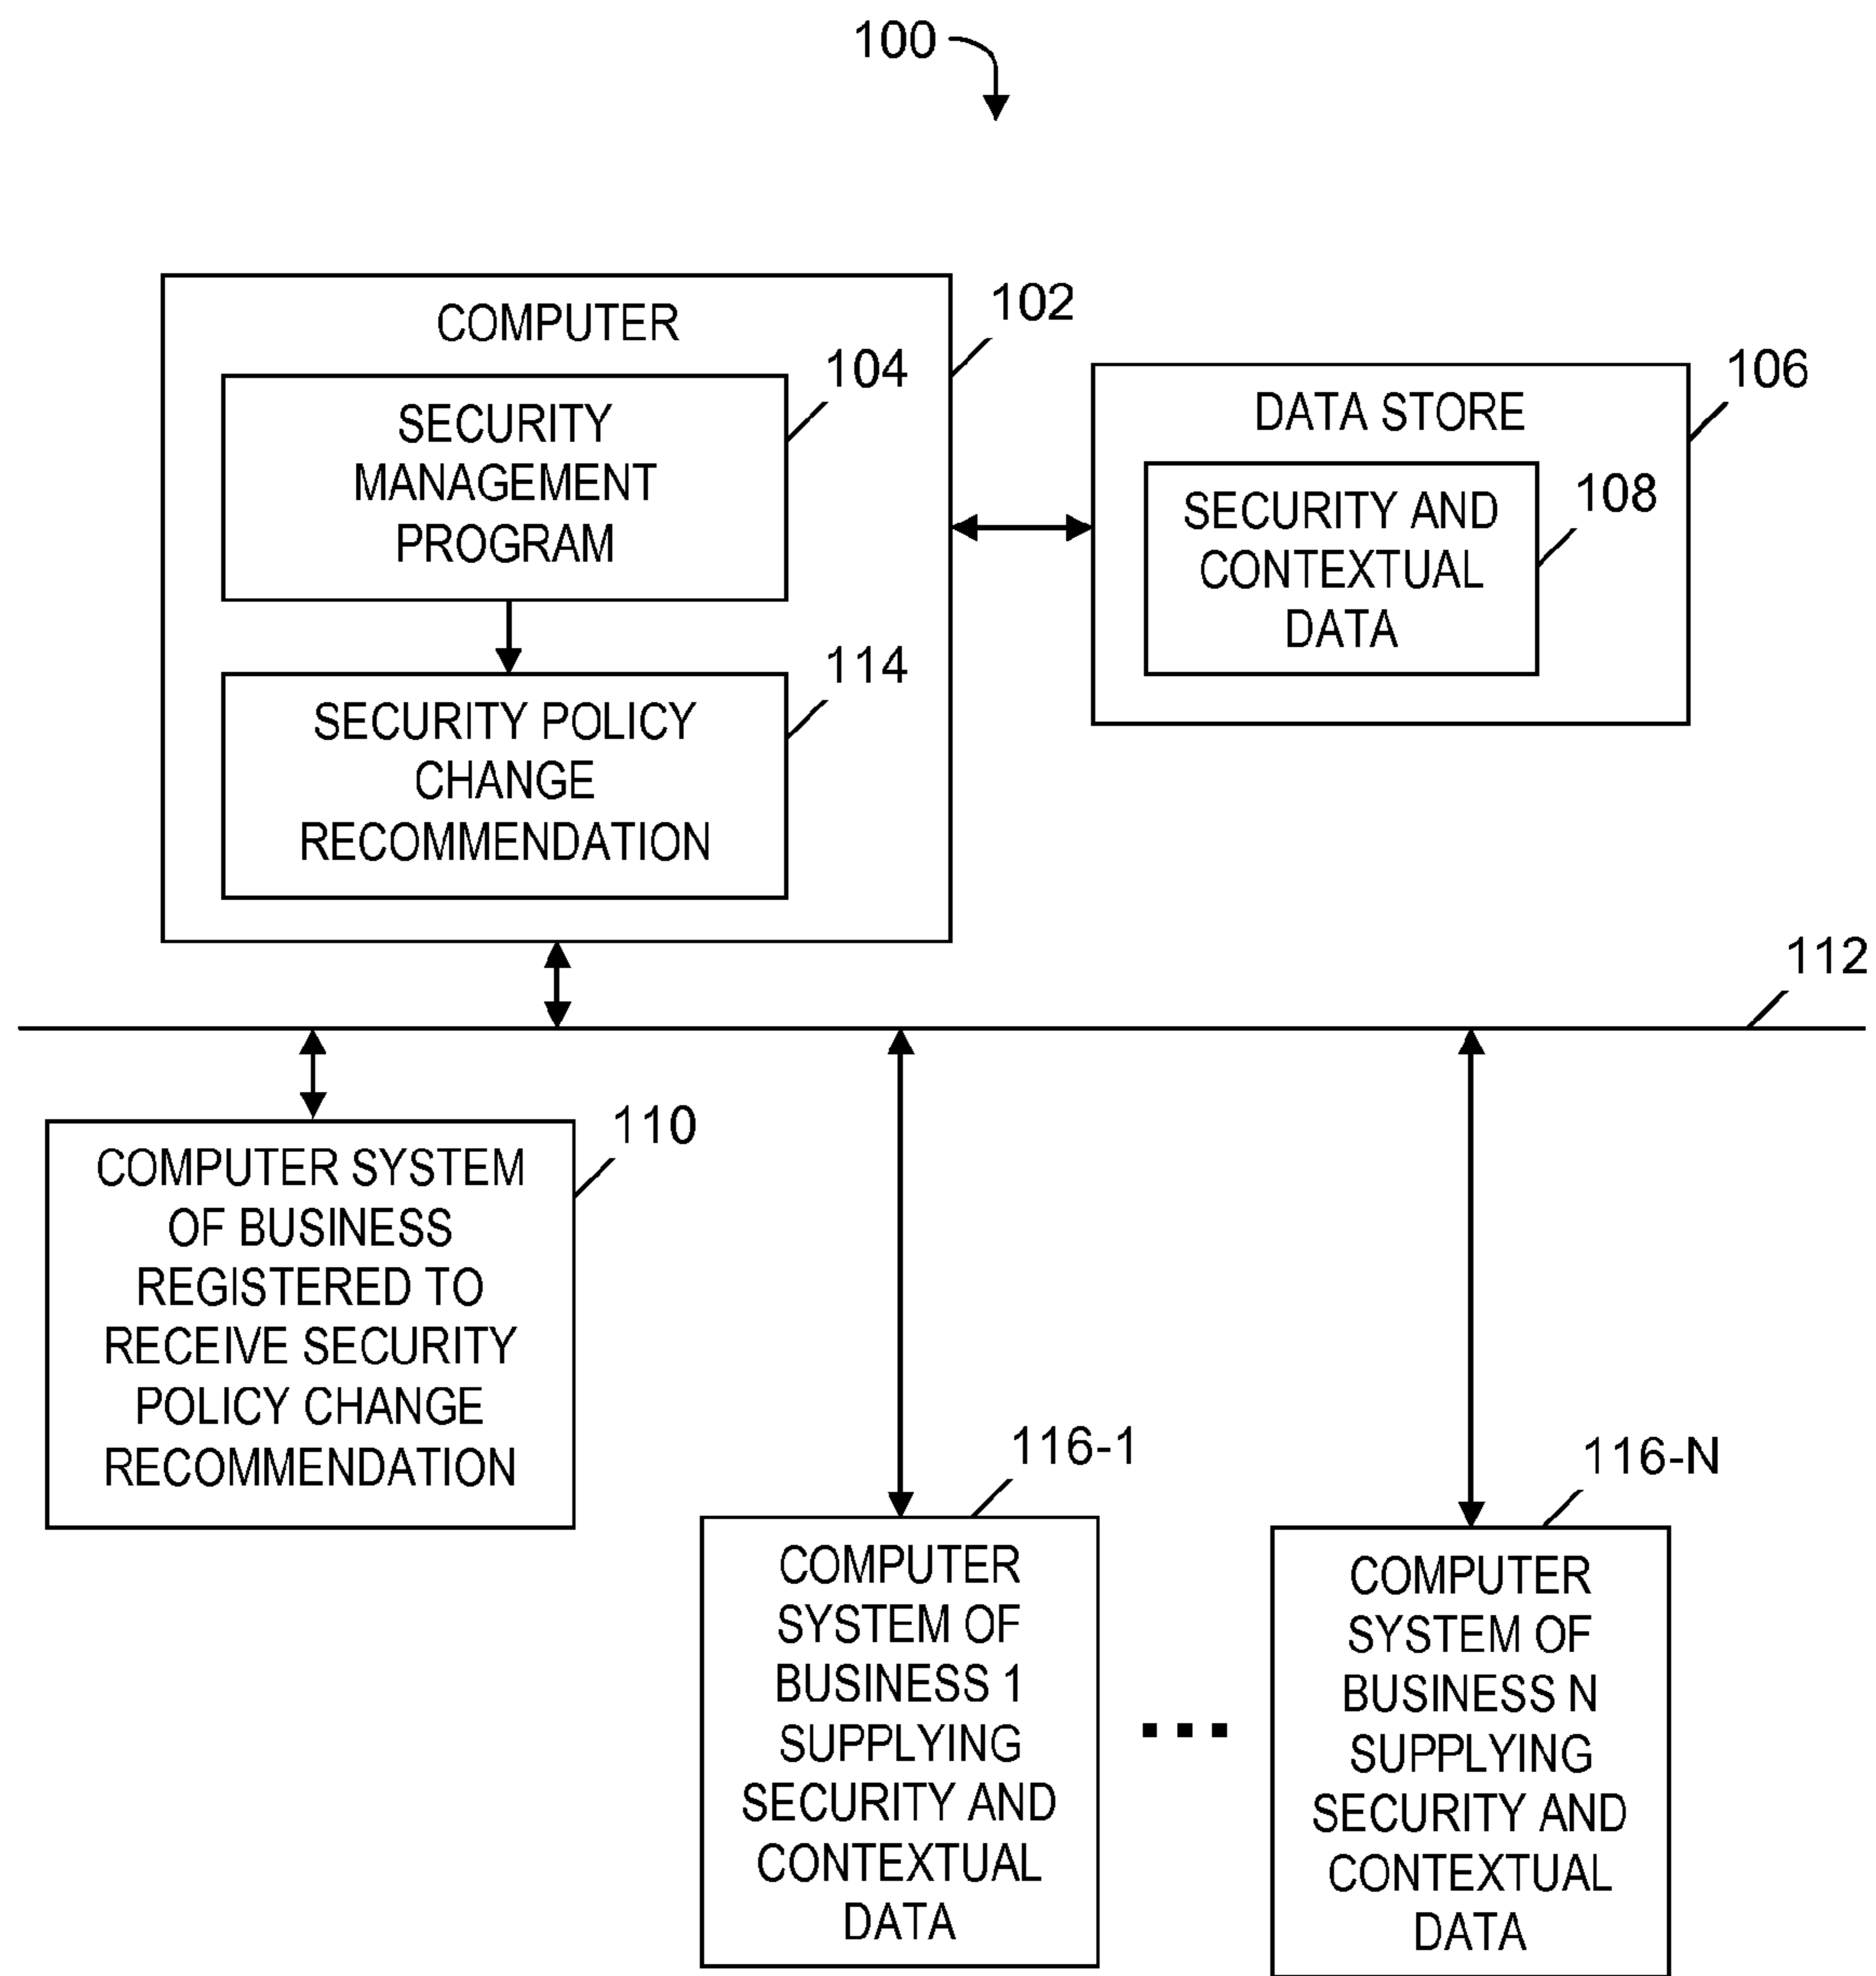 100
COMPUTER
102
SECURITY
MANAGEMENT
PROGRAM
104
DATA STORE
106
SECURITY AND
CONTEXTUAL
DATA
108
SECURITY POLICY
CHANGE
RECOMMENDATION
114
112
COMPUTER SYSTEM
OF BUSINESS
REGISTERED TO
RECEIVE SECURITY
POLICY CHANGE
RECOMMENDATION
110
116-1
COMPUTER
SYSTEM OF
BUSINESS 1
SUPPLYING
SECURITY AND
CONTEXTUAL
DATA
...
116-N
COMPUTER
SYSTEM OF
BUSINESS N
SUPPLYING
SECURITY AND
CONTEXTUAL
DATA